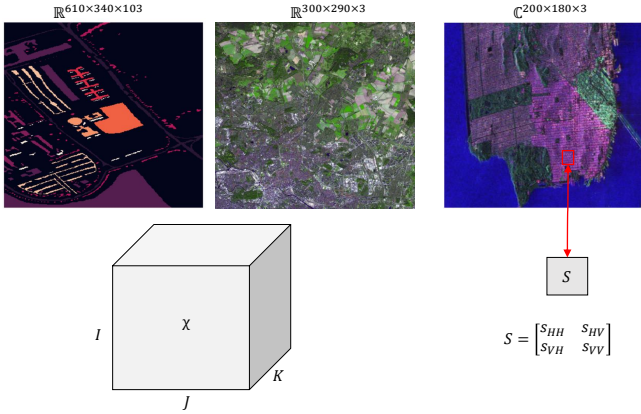 ℝ^{610×340×103}
ℝ^{300×290×3}
ℂ^{200×180×3}
S
I
χ
K
J
S = [s_{HH} s_{HV}
s_{VH} s_{VV}]